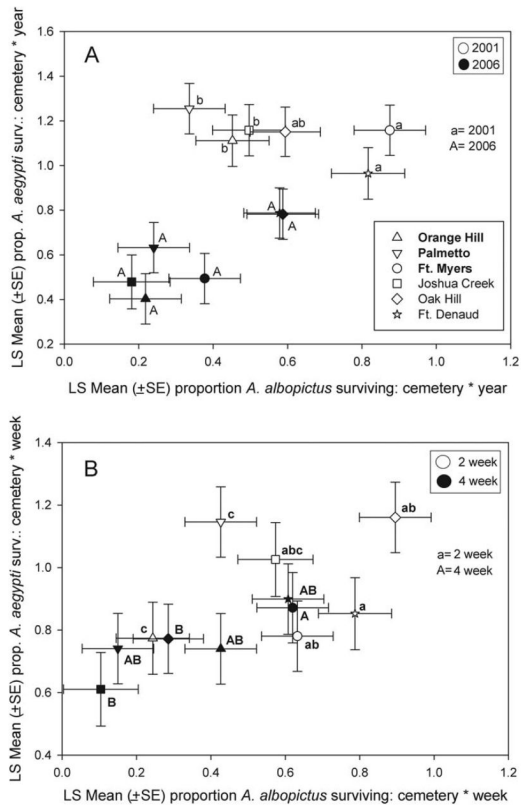 LS Mean (±SE) prop. A. aegypti surv.: cemetery * year
1.6
1.4
1.2
1.0
0.8
0.6
0.4
0.2
A
2001
2006
b
b
ab
a
b
a
a= 2001
A= 2006
A
A
A
A
A
A
Orange Hill
Palmetto
Ft. Myers
Joshua Creek
Oak Hill
Ft. Denaud
0.0 0.2 0.4 0.6 0.8 1.0 1.2
LS Mean (±SE) proportion A. albopictus surviving: cemetery * year
LS Mean (±SE) prop. A. aegypti surv.: cemetery * week
1.4
1.2
1.0
0.8
0.6
0.4
B
2 week
4 week
c
ab
abc
a= 2 week
A= 4 week
AB
A
a
c
B
AB
ab
AB
B
0.0 0.2 0.4 0.6 0.8 1.0 1.2
LS Mean (±SE) proportion A. albopictus surviving: cemetery * week